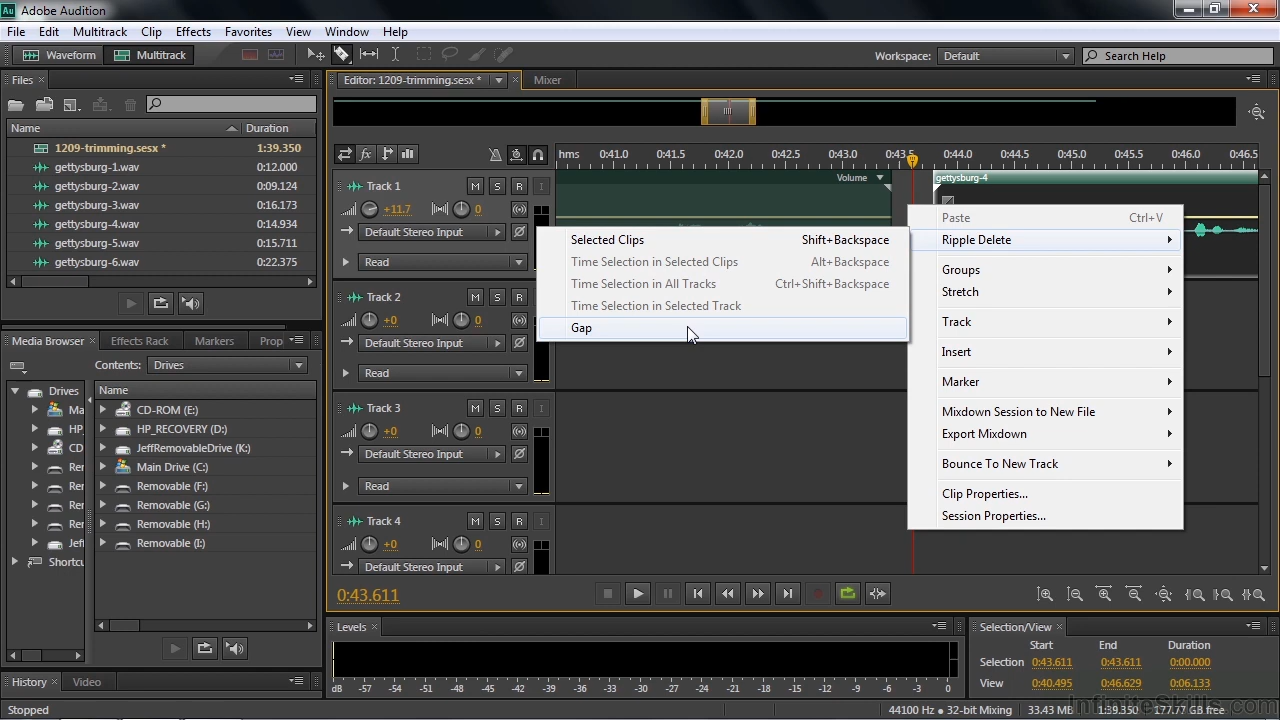 Au Adobe Audition
File Edit Multitrack Clip Effects Favorites View Window Help
Waveform Multitrack
Workspace: Default Search Help
Files
Name Duration
1209-trimming.sesx * 1:39.350
gettysburg-1.wav 0:12.000
gettysburg-2.wav 0:09.124
gettysburg-3.wav 0:16.173
gettysburg-4.wav 0:14.934
gettysburg-5.wav 0:15.711
gettysburg-6.wav 0:22.375
Media Browser Effects Rack Markers Prop
Contents: Drives
Drives
Ma
HP_
CD
Rer
Rer
Rer
Rer
Jef
Shortcu
Name
CD-ROM (E:)
HP_RECOVERY (D:)
JeffRemovableDrive (K:)
Main Drive (C:)
Removable (F:)
Removable (G:)
Removable (H:)
Removable (I:)
History Video
Stopped
Editor: 1209-trimming.sesx * Mixer
fx
hms 0:41.0 0:41.5 0:42.0 0:42.5 0:43.0 0:43.5 0:44.0 0:44.5 0:45.0 0:45.5 0:46.0 0:46.5
Track 1 M S R I
+11.7 0
Default Stereo Input
Read
Volume
gettysburg-4
Track 2 M S R
+0 0
Default Stereo Input
Read
Track 3 M S R I
+0 0
Default Stereo Input
Read
Track 4 M S R I
+0 0
Default Stereo Input
Selected Clips Shift+Backspace
Time Selection in Selected Clips Alt+Backspace
Time Selection in All Tracks Ctrl+Shift+Backspace
Time Selection in Selected Track
Gap
Paste Ctrl+V
Ripple Delete
Groups
Stretch
Track
Insert
Marker
Mixdown Session to New File
Export Mixdown
Bounce To New Track
Clip Properties...
Session Properties...
0:43.611
Levels
dB -57 -54 -51 -48 -45 -42 -39 -36 -33 -30 -27 -24 -21 -18 -15 -12 -9 -6 -3 0
Selection/View
Start End Duration
Selection 0:43.611 0:43.611 0:00.000
View 0:40.495 0:46.629 0:06.133
44100 Hz • 32-bit Mixing 33.43 MB 1:39.350 177.77 GB free
InfiniteSkills.com